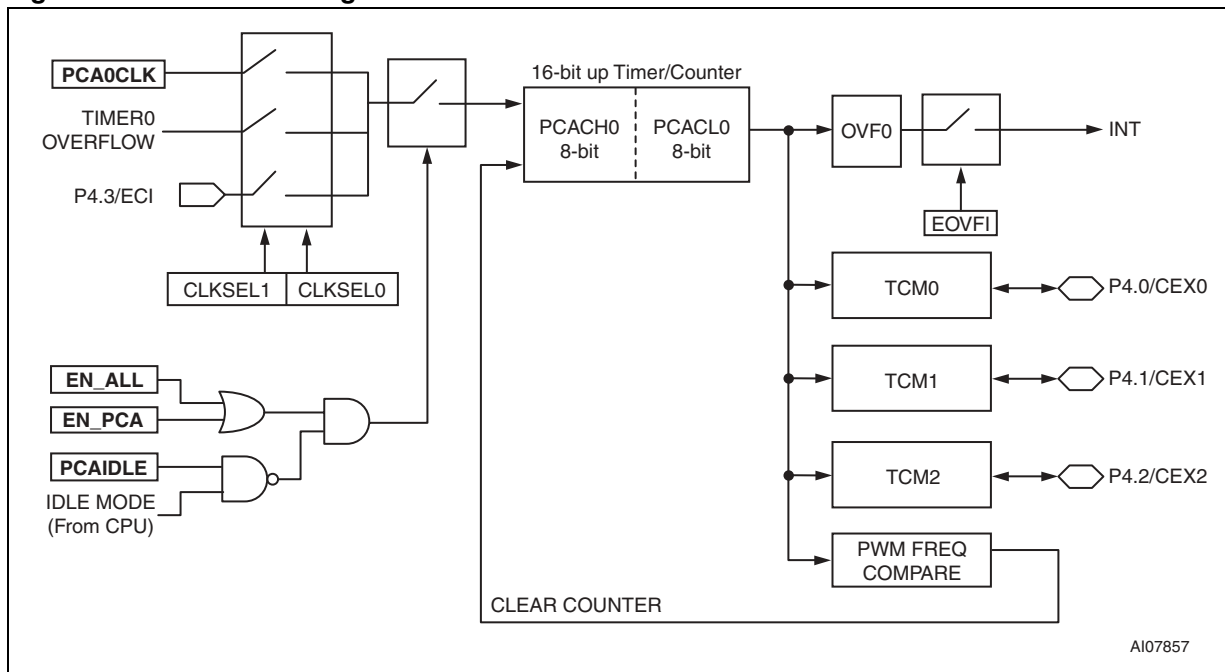 PCA0CLK
TIMER0
OVERFLOW
P4.3/ECI
CLKSEL1
CLKSEL0
16-bit up Timer/Counter
PCACH0
8-bit
PCACL0
8-bit
OVF0
INT
EOVFI
TCM0
P4.0/CEX0
TCM1
P4.1/CEX1
TCM2
P4.2/CEX2
PWM FREQ
COMPARE
CLEAR COUNTER
EN_ALL
EN_PCA
PCAIDLE
IDLE MODE
(From CPU)
AI07857